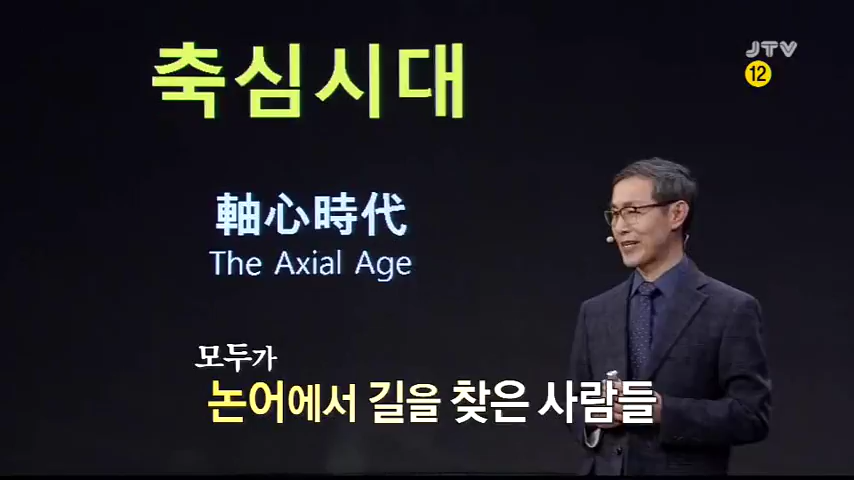 축심시대
JTV
12
軸心時代
The Axial Age
모두가
논어에서 길을 찾은 사람들